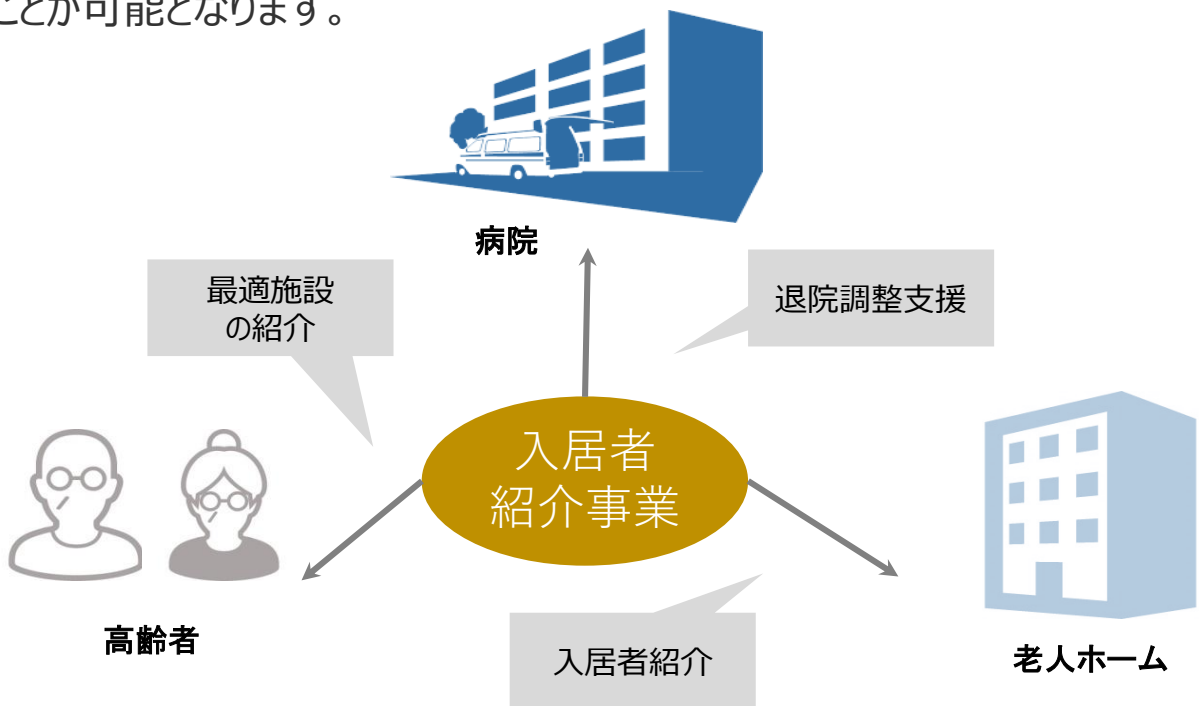 ことが可能となります。
病院
最適施設
の紹介
退院調整支援
入居者
紹介事業
高齢者
入居者紹介
老人ホーム